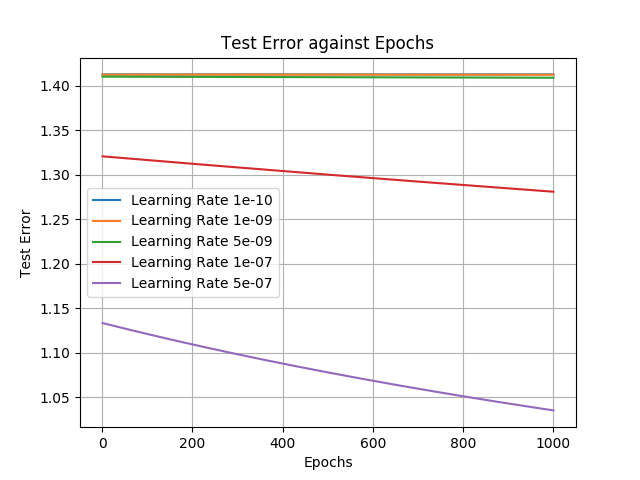 Test Error against Epochs
1.40
1.35
1.30
1.25
1.20
1.15
1.10
1.05
Test Error
Learning Rate 1e-10
Learning Rate 1e-09
Learning Rate 5e-09
Learning Rate 1e-07
Learning Rate 5e-07
0 200 400 600 800 1000
Epochs